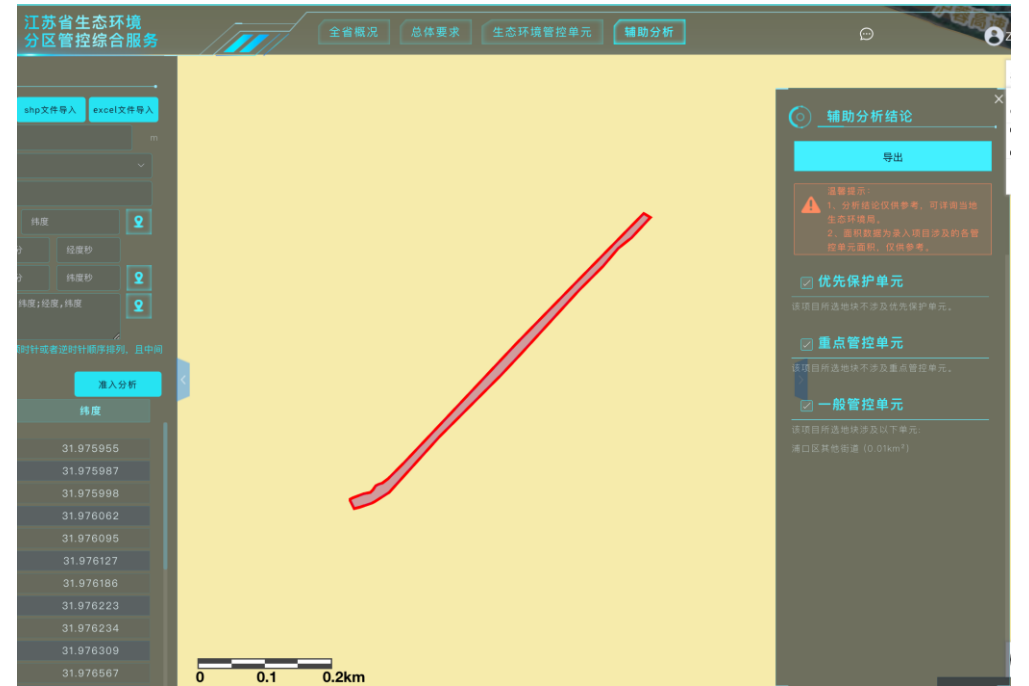 江苏省生态环境
分区管控综合服务
全省概况
总体要求
生态环境管控单元
辅助分析
shp文件导入
excel文件导入
m
纬度
分
经度秒
分
纬度秒
纬度;经度,纬度
顺时针或者逆时针顺序排列, 且中间
准入分析
纬度
31.975955
31.975987
31.975998
31.976062
31.976095
31.976127
31.976186
31.976223
31.976234
31.976309
31.976567
0 0.1 0.2km
辅助分析结论
导出
温馨提示:
1、分析结论仅供参考, 可详询当地
生态环境局。
2、面积数据为录入项目涉及的各管
控单元面积, 仅供参考。
优先保护单元
该项目所选地块不涉及优先保护单元。
重点管控单元
该项目所选地块不涉及重点管控单元。
一般管控单元
该项目所选地块涉及以下单元:
浦口区其他街道 (0.01km²)